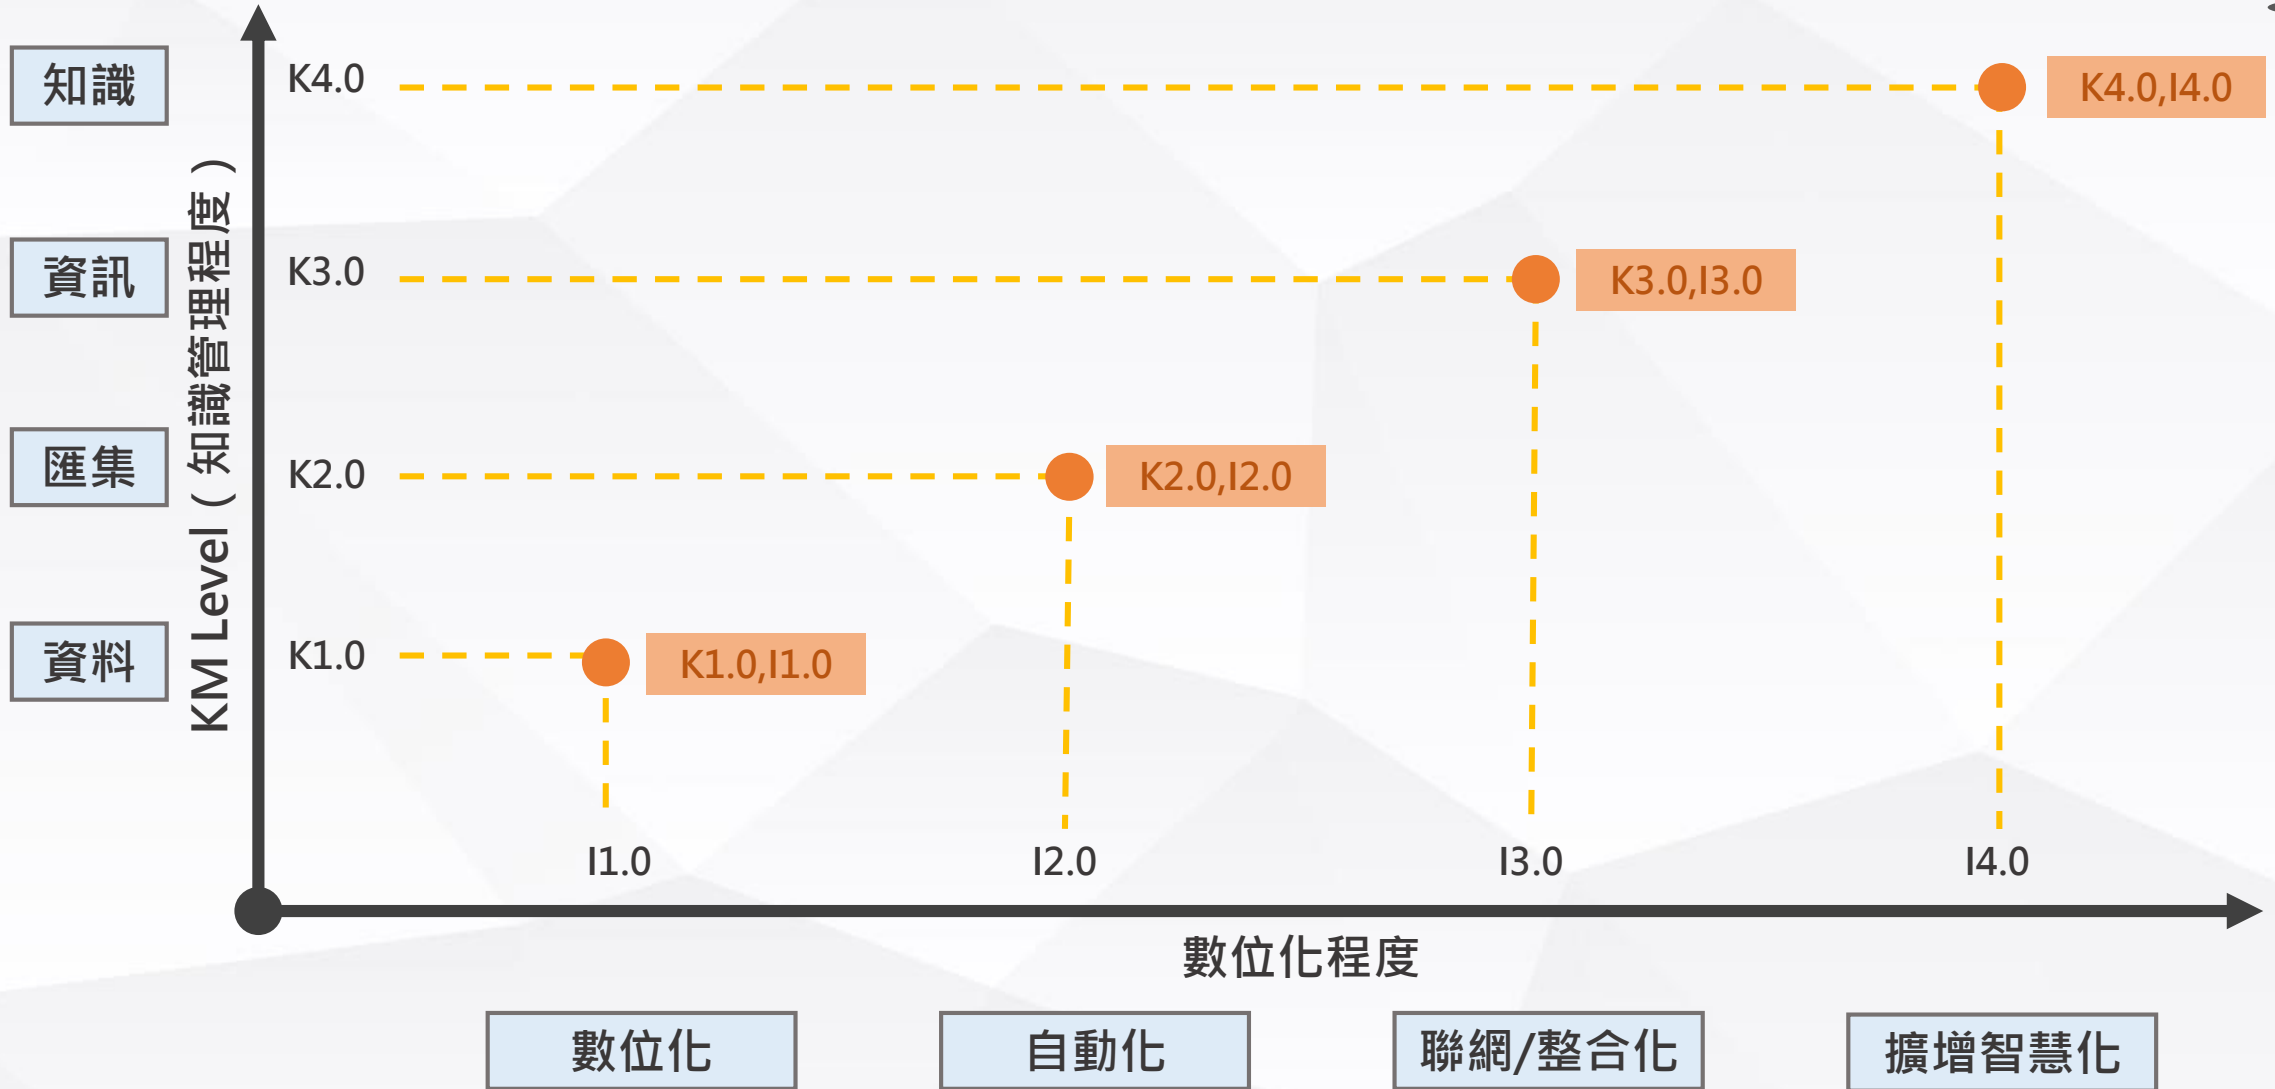 知識
K4.0
K4.0,I4.0
資訊
K3.0
K3.0,I3.0
KM Level ( 知識管理程度 )
匯集
K2.0
K2.0,I2.0
資料
K1.0
K1.0,I1.0
I1.0
I2.0
I3.0
I4.0
數位化程度
數位化
自動化
聯網/整合化
擴增智慧化